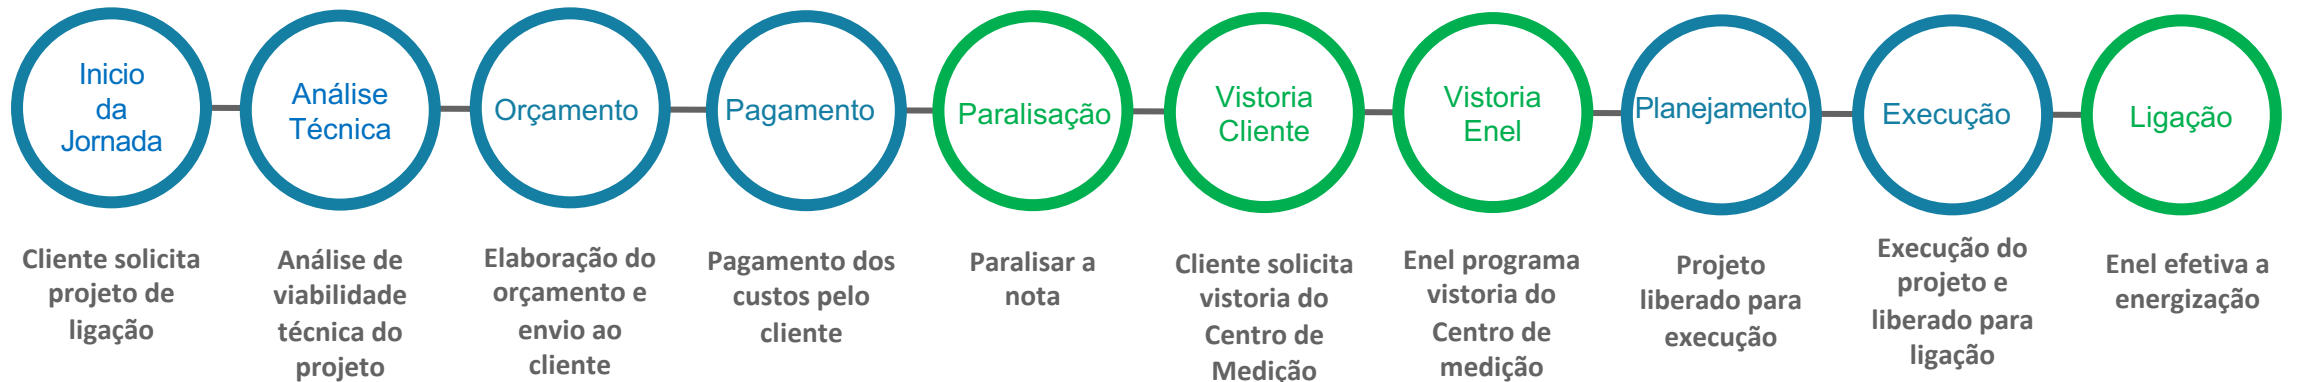 Inicio
da
Jornada
Análise
Técnica
Orçamento
Pagamento
Paralisação
Vistoria
Cliente
Vistoria
Enel
Planejamento
Execução
Ligação
Cliente solicita
projeto de
ligação
Análise de
viabilidade
técnica do
projeto
Elaboração do
orçamento e
envio ao
cliente
Pagamento dos
custos pelo
cliente
Paralisar a
nota
Cliente solicita
vistoria do
Centro de
Medição
Enel programa
vistoria do
Centro de
medição
Projeto
liberado para
execução
Execução do
projeto e
liberado para
ligação
Enel efetiva a
energização